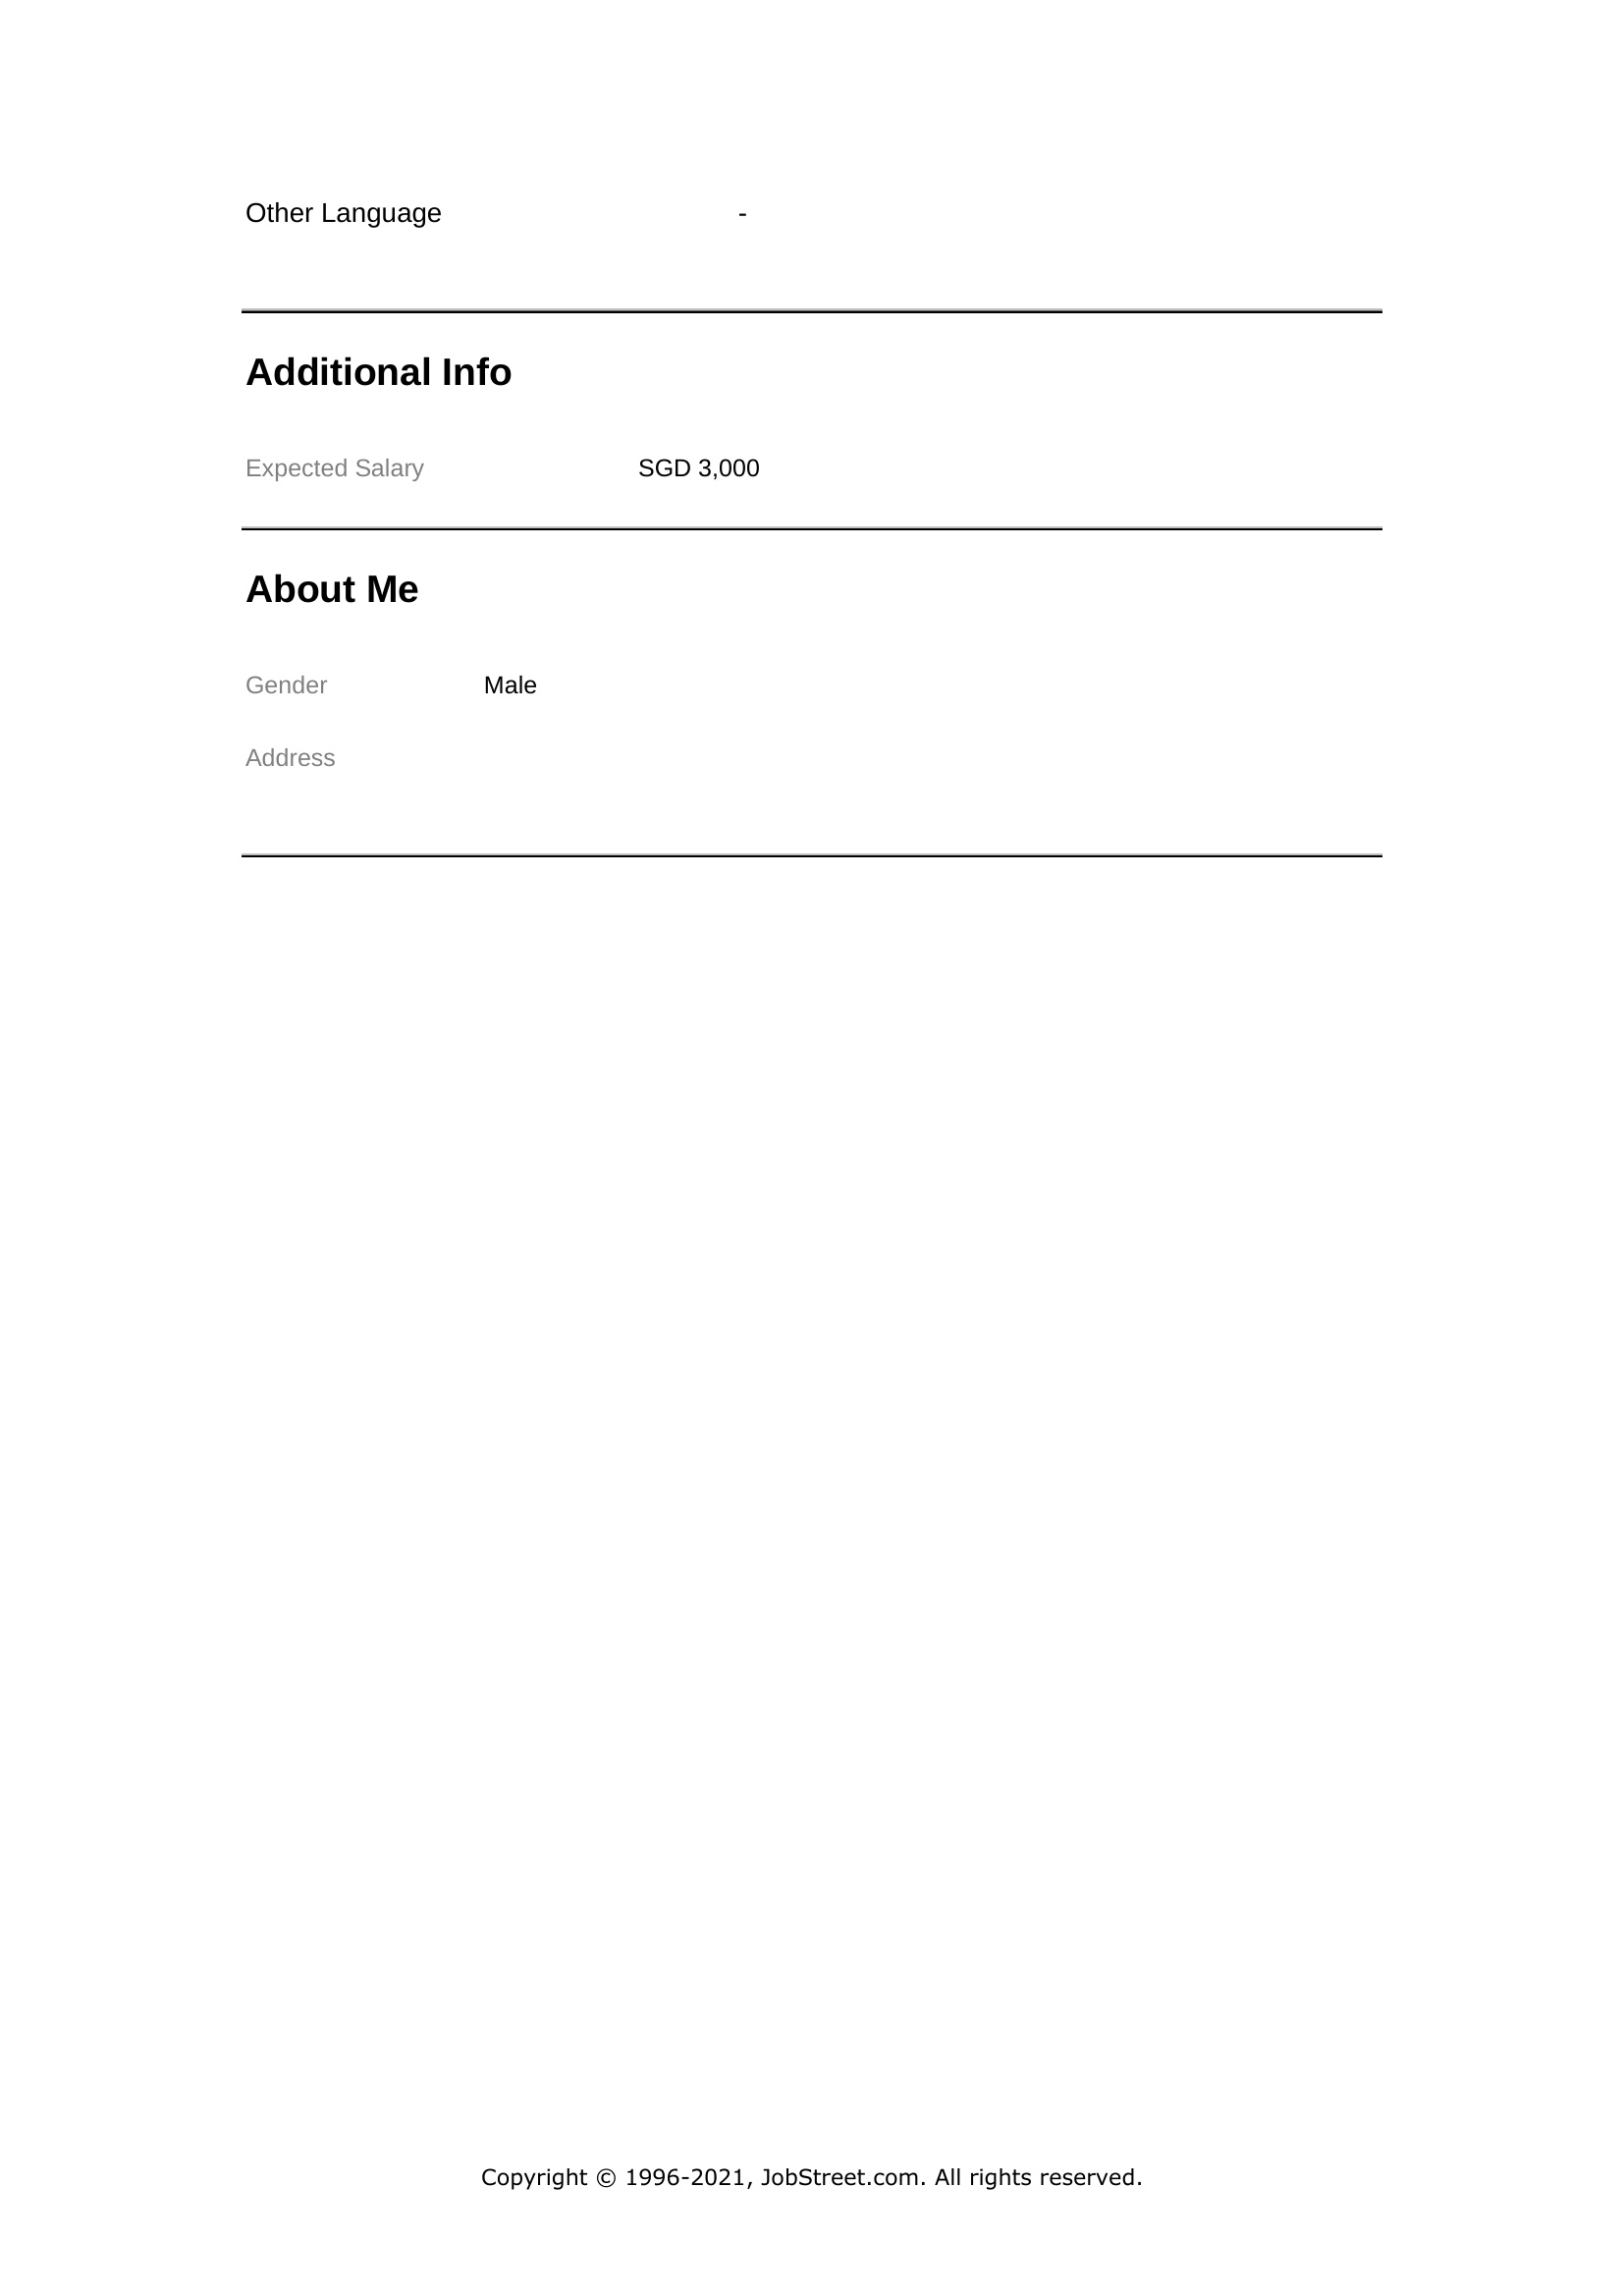 Other Language -
Additional Info
Expected Salary SGD 3,000
About Me
Gender Male
Address
Copyright © 1996-2021, JobStreet.com. All rights reserved.